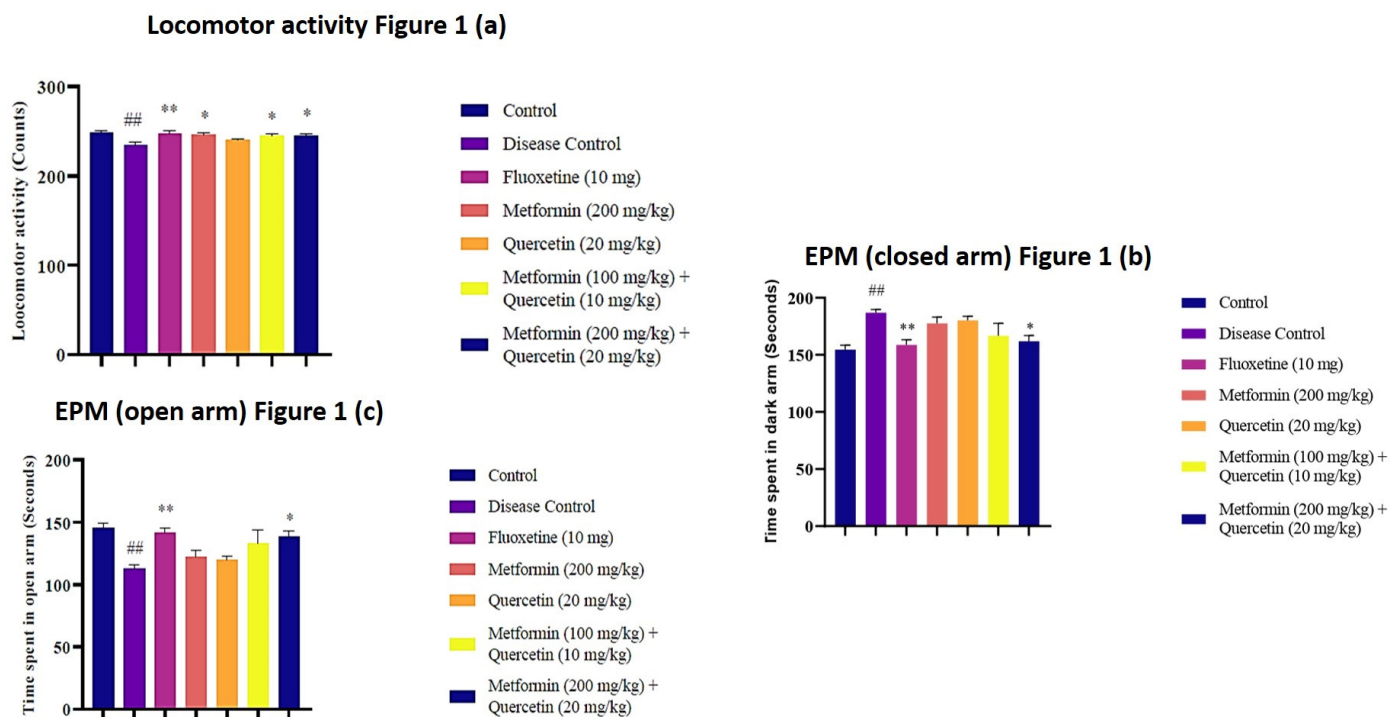 Locomotor activity Figure 1 (a)
Loocomotor activity (Counts)
300
200
100
0
##
**
*
*
*
Control
Disease Control
Fluoxetine (10 mg)
Metformin (200 mg/kg)
Quercetin (20 mg/kg)
Metformin (100 mg/kg) +
Quercetin (10 mg/kg)
Metformin (200 mg/kg) +
Quercetin (20 mg/kg)
EPM (closed arm) Figure 1 (b)
Time spent in dark arm (Seconds)
200
150
100
50
0
##
**
*
Control
Disease Control
Fluoxetine (10 mg)
Metformin (200 mg/kg)
Quercetin (20 mg/kg)
Metformin (100 mg/kg) +
Quercetin (10 mg/kg)
Metformin (200 mg/kg) +
Quercetin (20 mg/kg)
EPM (open arm) Figure 1 (c)
Time spent in open arm (Seconds)
200
150
100
50
0
##
**
*
Control
Disease Control
Fluoxetine (10 mg)
Metformin (200 mg/kg)
Quercetin (20 mg/kg)
Metformin (100 mg/kg) +
Quercetin (10 mg/kg)
Metformin (200 mg/kg) +
Quercetin (20 mg/kg)